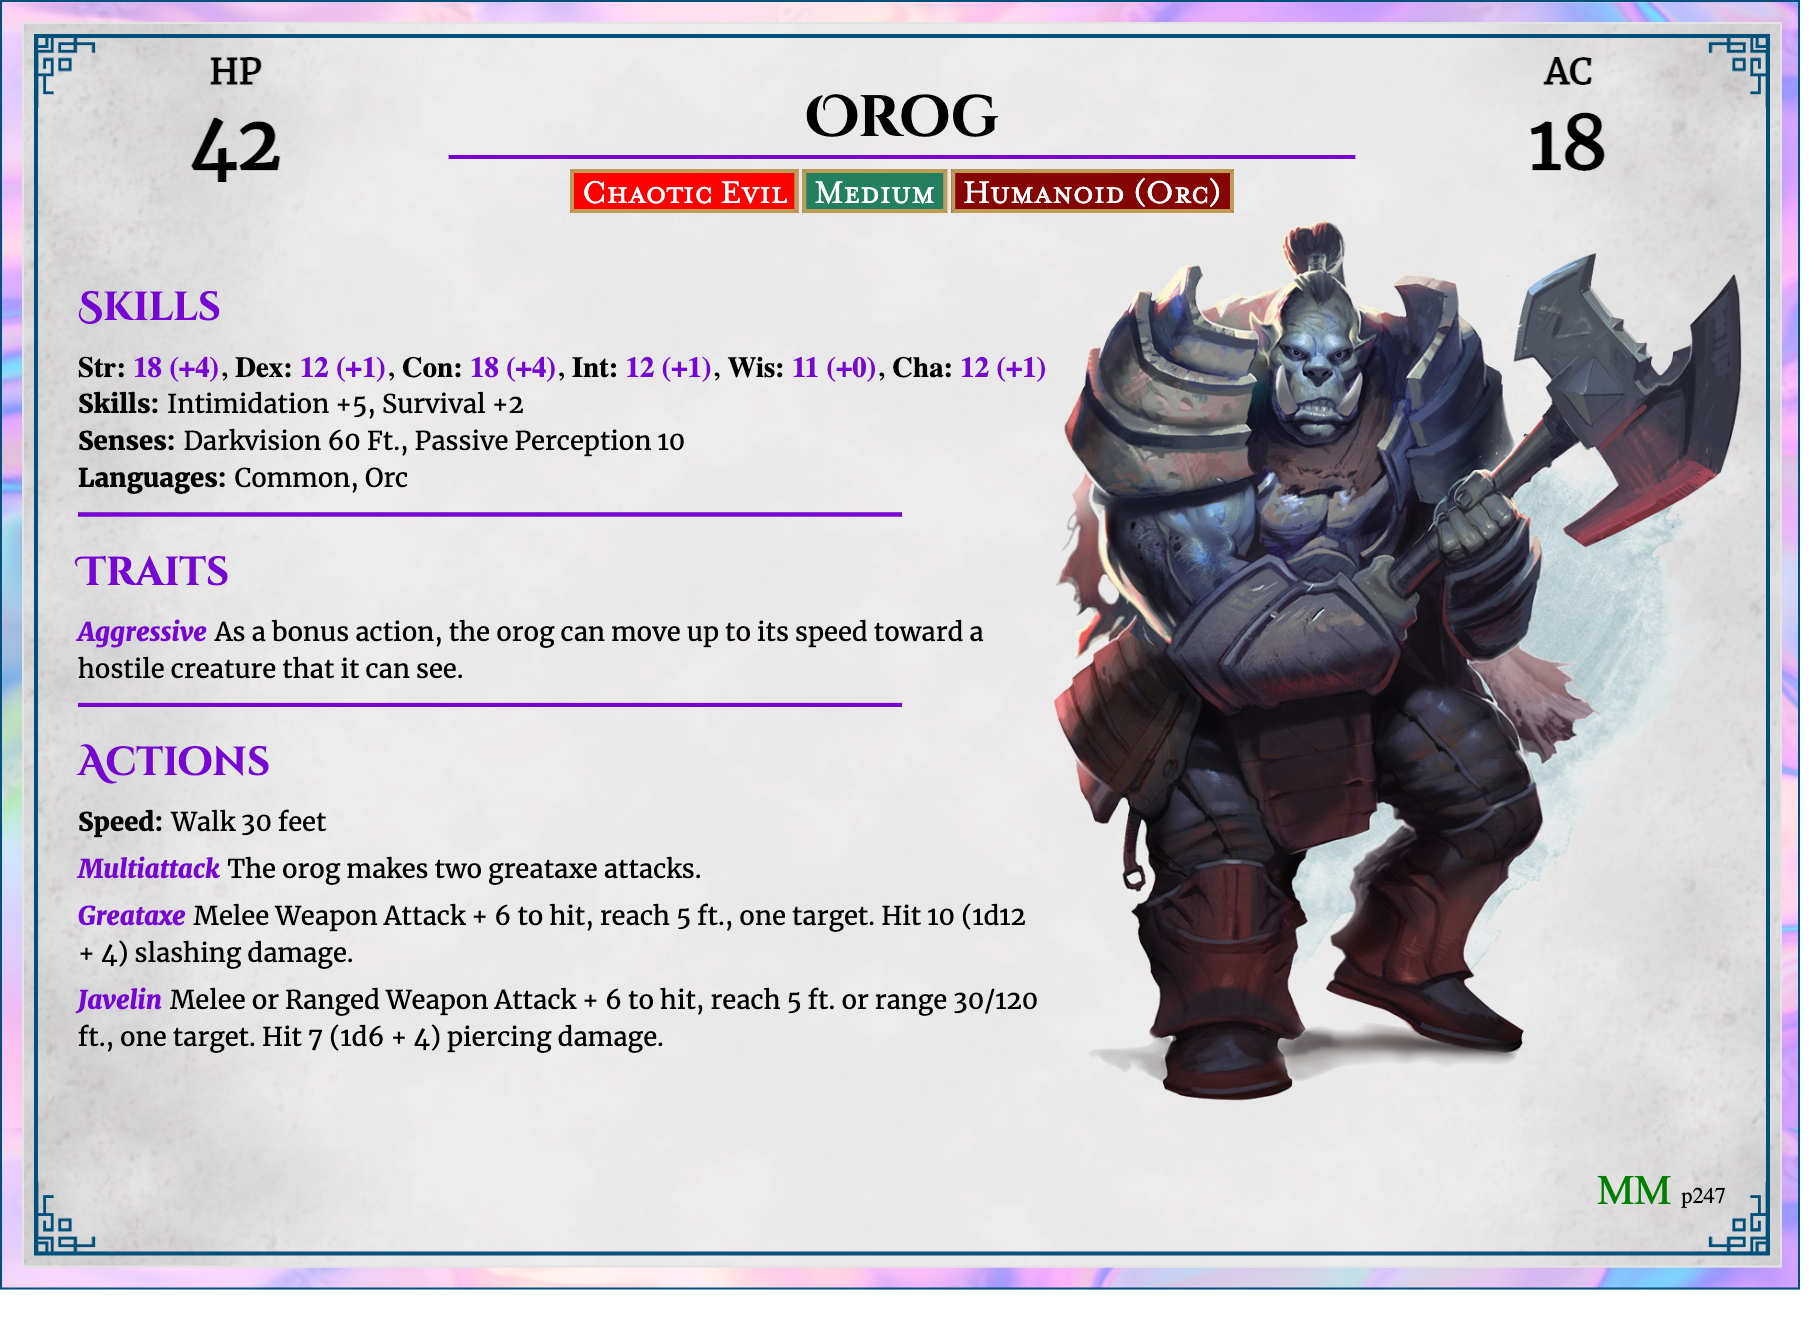 HP
42
Orog
AC
18
Chaotic Evil Medium Humanoid (Orc)
Skills
Str: 18 (+4), Dex: 12 (+1), Con: 18 (+4), Int: 12 (+1), Wis: 11 (+0), Cha: 12 (+1)
Skills: Intimidation +5, Survival +2
Senses: Darkvision 60 Ft., Passive Perception 10
Languages: Common, Orc
Traits
Aggressive As a bonus action, the orog can move up to its speed toward a
hostile creature that it can see.
Actions
Speed: Walk 30 feet
Multiattack The orog makes two greataxe attacks.
Greataxe Melee Weapon Attack + 6 to hit, reach 5 ft., one target. Hit 10 (1d12
+ 4) slashing damage.
Javelin Melee or Ranged Weapon Attack + 6 to hit, reach 5 ft. or range 30/120
ft., one target. Hit 7 (1d6 + 4) piercing damage.
MM p247